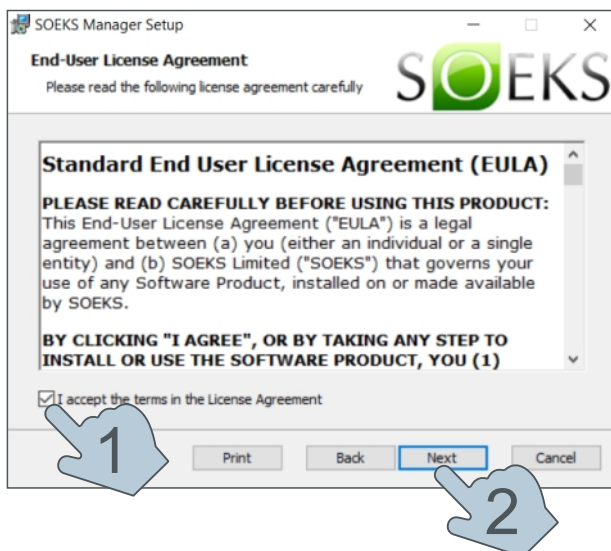 SOEKS Manager Setup
End-User License Agreement
Please read the following license agreement carefully
SOEKS
Standard End User License Agreement (EULA)
PLEASE READ CAREFULLY BEFORE USING THIS PRODUCT:
This End-User License Agreement ("EULA") is a legal
agreement between (a) you (either an individual or a single
entity) and (b) SOEKS Limited ("SOEKS") that governs your
use of any Software Product, installed on or made available
by SOEKS.
BY CLICKING "I AGREE", OR BY TAKING ANY STEP TO
INSTALL OR USE THE SOFTWARE PRODUCT, YOU (1)
I accept the terms in the License Agreement
1
Print Back Next Cancel
2